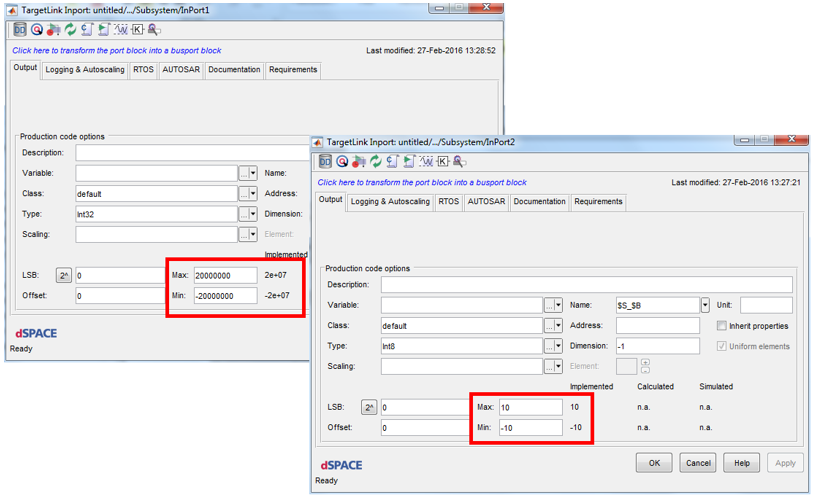 TargetLink Inport: untitled/.../Subsystem/InPort1
Click here to transform the port block into a busport block
Last modified: 27-Feb-2016 13:28:52
Output Logging & Autoscaling RTOS AUTOSAR Documentation Requirements
Production code options
Description:
Variable: ... Name:
Class: default ... Address:
Type: Int32 ... Dimension:
Scaling: ... Element:
Implemented
LSB: 2^ 0 Max: 20000000 2e+07
Offset: 0 Min: -20000000 -2e+07
dSPACE
Ready
TargetLink Inport: untitled/.../Subsystem/InPort2
Click here to transform the port block into a busport block
Last modified: 27-Feb-2016 13:27:21
Output Logging & Autoscaling RTOS AUTOSAR Documentation Requirements
Production code options
Description:
Variable: ... Name: $S_$B Unit:
Class: default ... Address: Inherit properties
Type: Int8 ... Dimension: -1 Uniform elements
Scaling: ... Element:
Implemented Calculated Simulated
LSB: 2^ 0 Max: 10 10 n.a. n.a.
Offset: 0 Min: -10 -10 n.a. n.a.
dSPACE
OK Cancel Help Apply
Ready